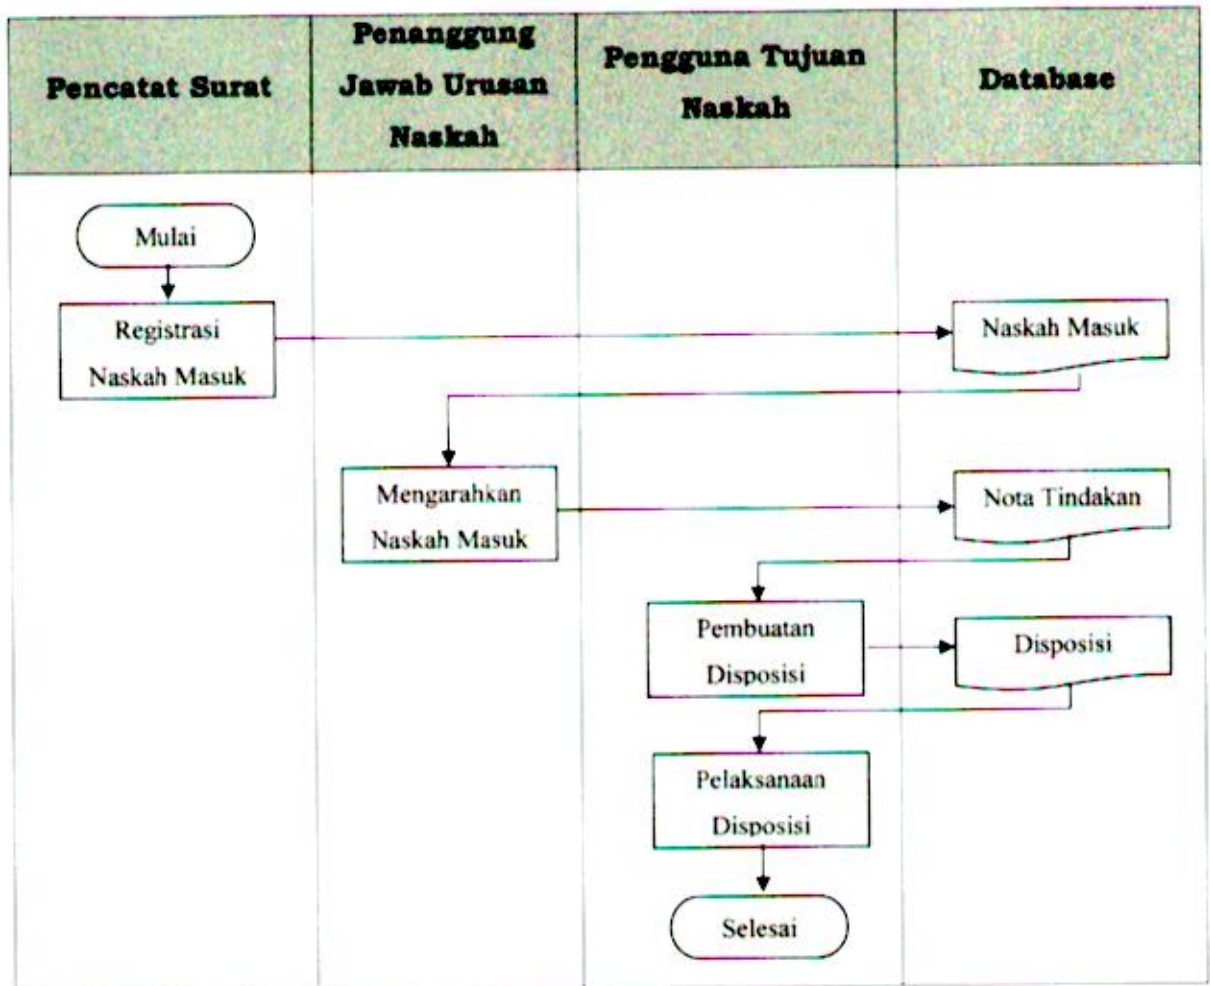 Pencatat Surat
Penanggung
Jawab Urusan
Naskah
Pengguna Tujuan
Naskah
Database
Mulai
Registrasi
Naskah Masuk
Naskah Masuk
Mengarahkan
Naskah Masuk
Nota Tindakan
Pembuatan
Disposisi
Disposisi
Pelaksanaan
Disposisi
Selesai